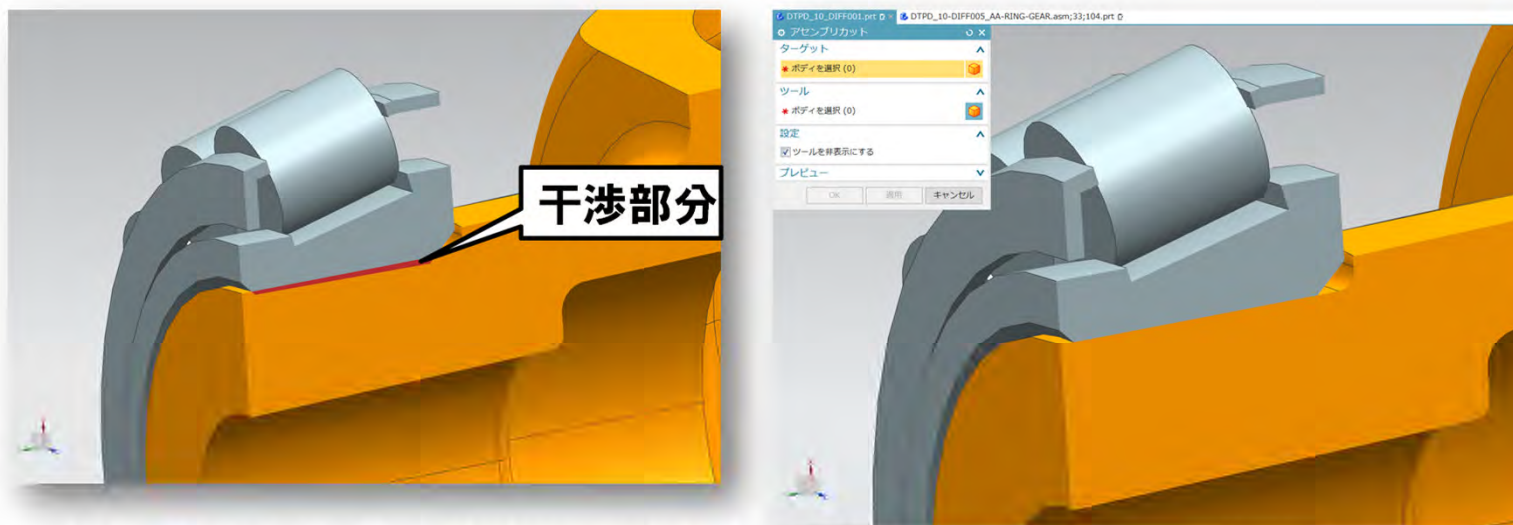 干渉部分
DTPD_10_DIFF001.prt
DTPD_10-DIFF005_AA-RING-GEAR.asm;33;104.prt
アセンブリカット
ターゲット
* ボディを選択 (0)
ツール
* ボディを選択 (0)
設定
ツールを非表示にする
プレビュー
OK 適用 キャンセル